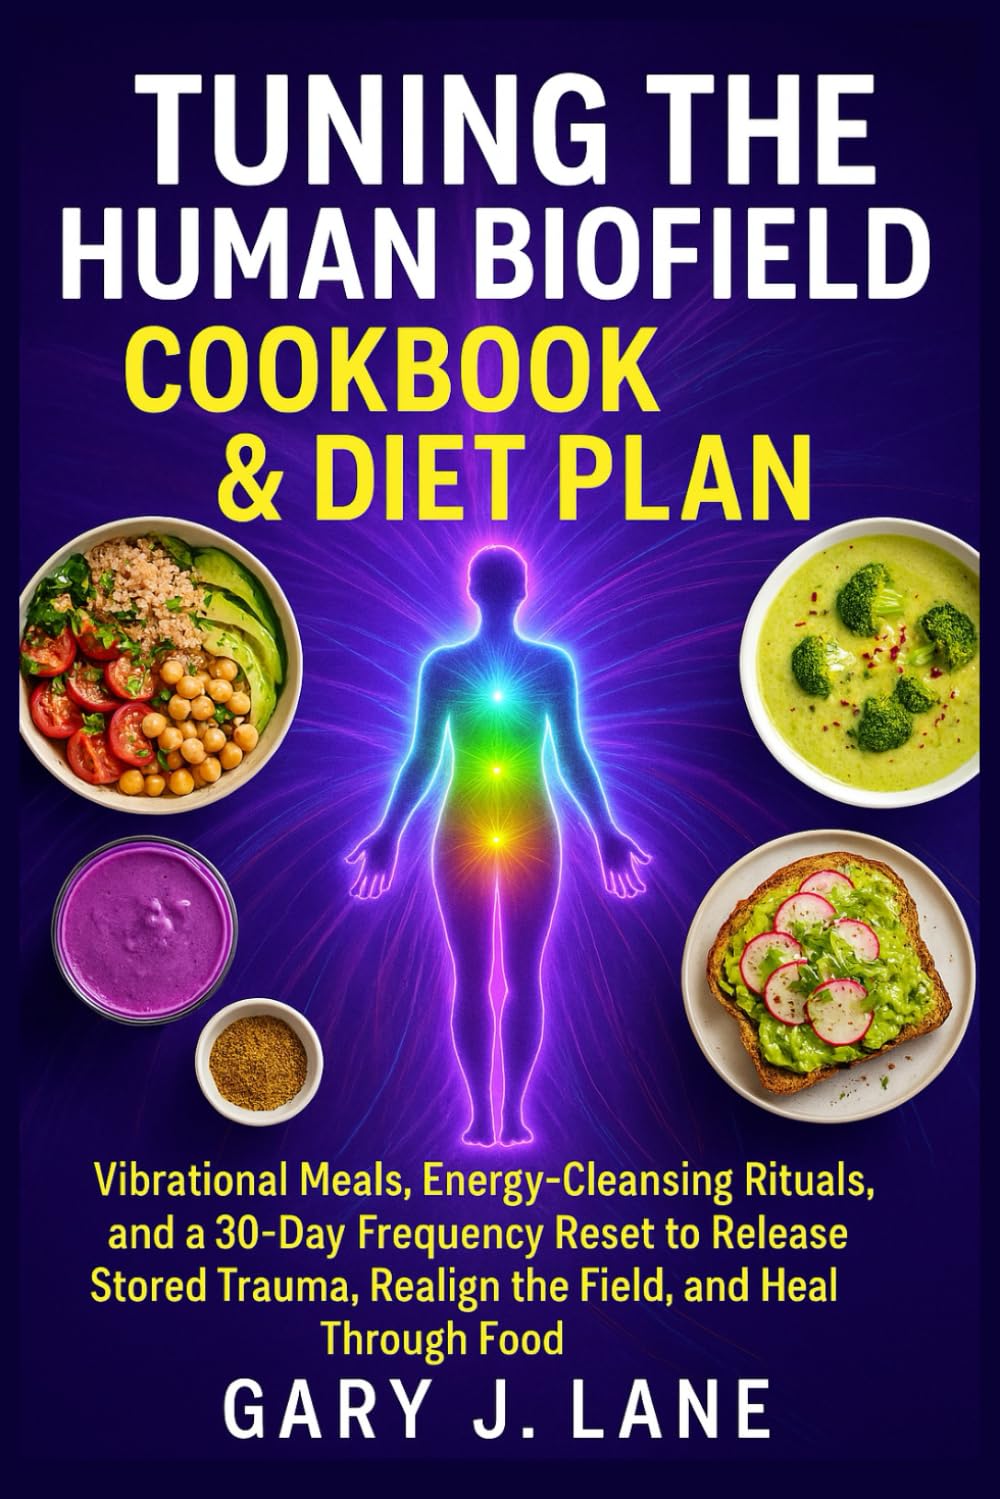 TUNING THE
HUMAN BIOFIELD
COOKBOOK
& DIET PLAN
Vibrational Meals, Energy-Cleansing Rituals,
and a 30-Day Frequency Reset to Release
Stored Trauma, Realign the Field, and Heal
Through Food
GARY J. LANE